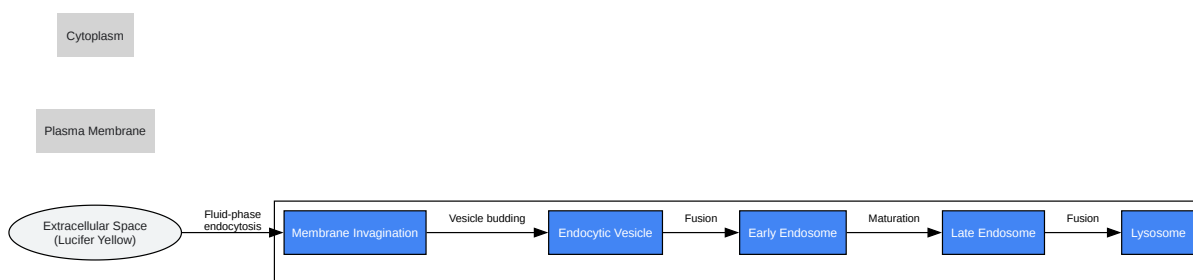 Cytoplasm
Plasma Membrane
Extracellular Space
(Lucifer Yellow)
Fluid-phase
endocytosis
Membrane Invagination
Vesicle budding
Endocytic Vesicle
Fusion
Early Endosome
Maturation
Late Endosome
Fusion
Lysosome